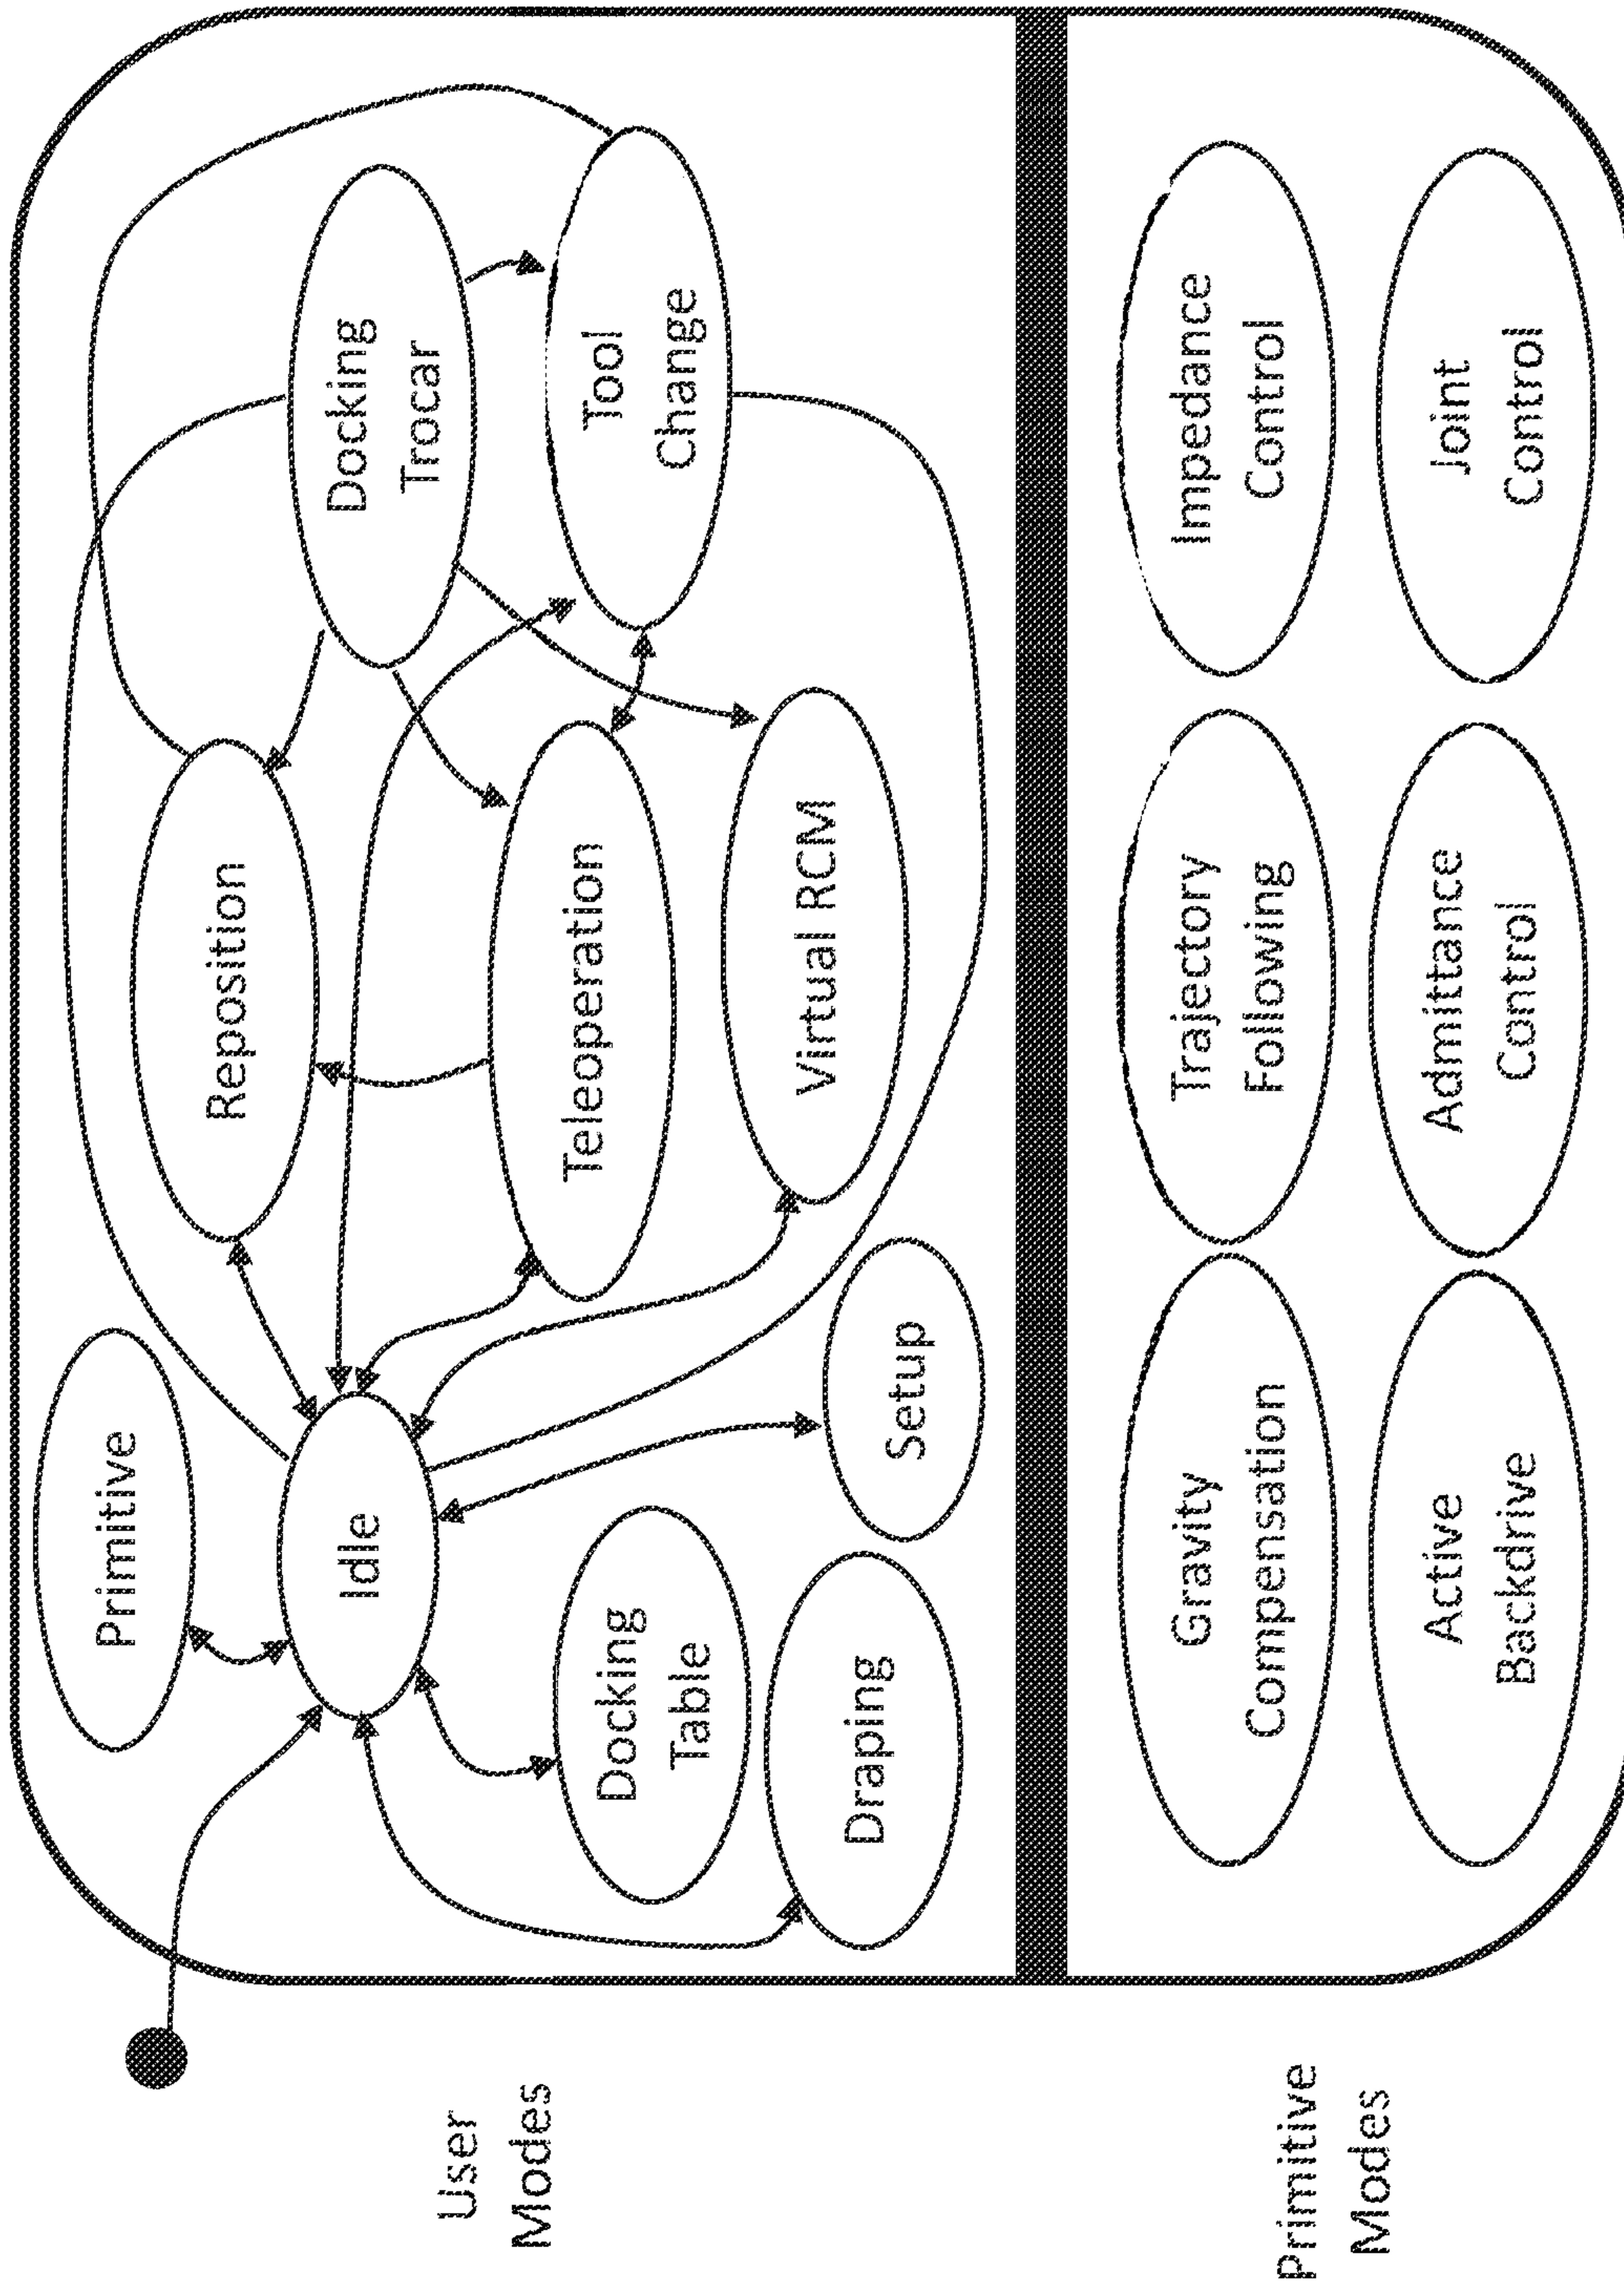 User
Modes
Primitive
Idle
Reposition
Docking
Trocar
Teleoperation
Tool
Change
Docking
Table
Virtual RCM
Draping
Setup
Primitive
Modes
Gravity
Compensation
Trajectory
Following
Impedance
Control
Active
Backdrive
Admittance
Control
Joint
Control